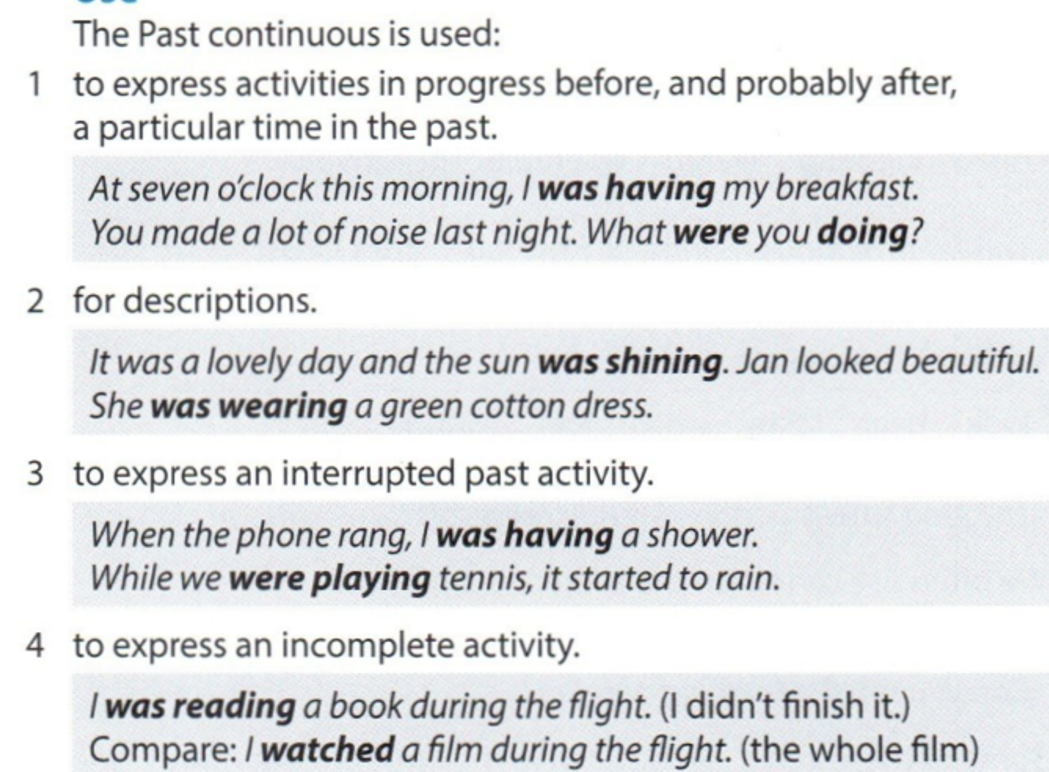 The Past continuous is used:
1 to express activities in progress before, and probably after,
a particular time in the past.
At seven o'clock this morning, I was having my breakfast.
You made a lot of noise last night. What were you doing?
2 for descriptions.
It was a lovely day and the sun was shining. Jan looked beautiful.
She was wearing a green cotton dress.
3 to express an interrupted past activity.
When the phone rang, I was having a shower.
While we were playing tennis, it started to rain.
4 to express an incomplete activity.
I was reading a book during the flight. (I didn't finish it.)
Compare: I watched a film during the flight. (the whole film)